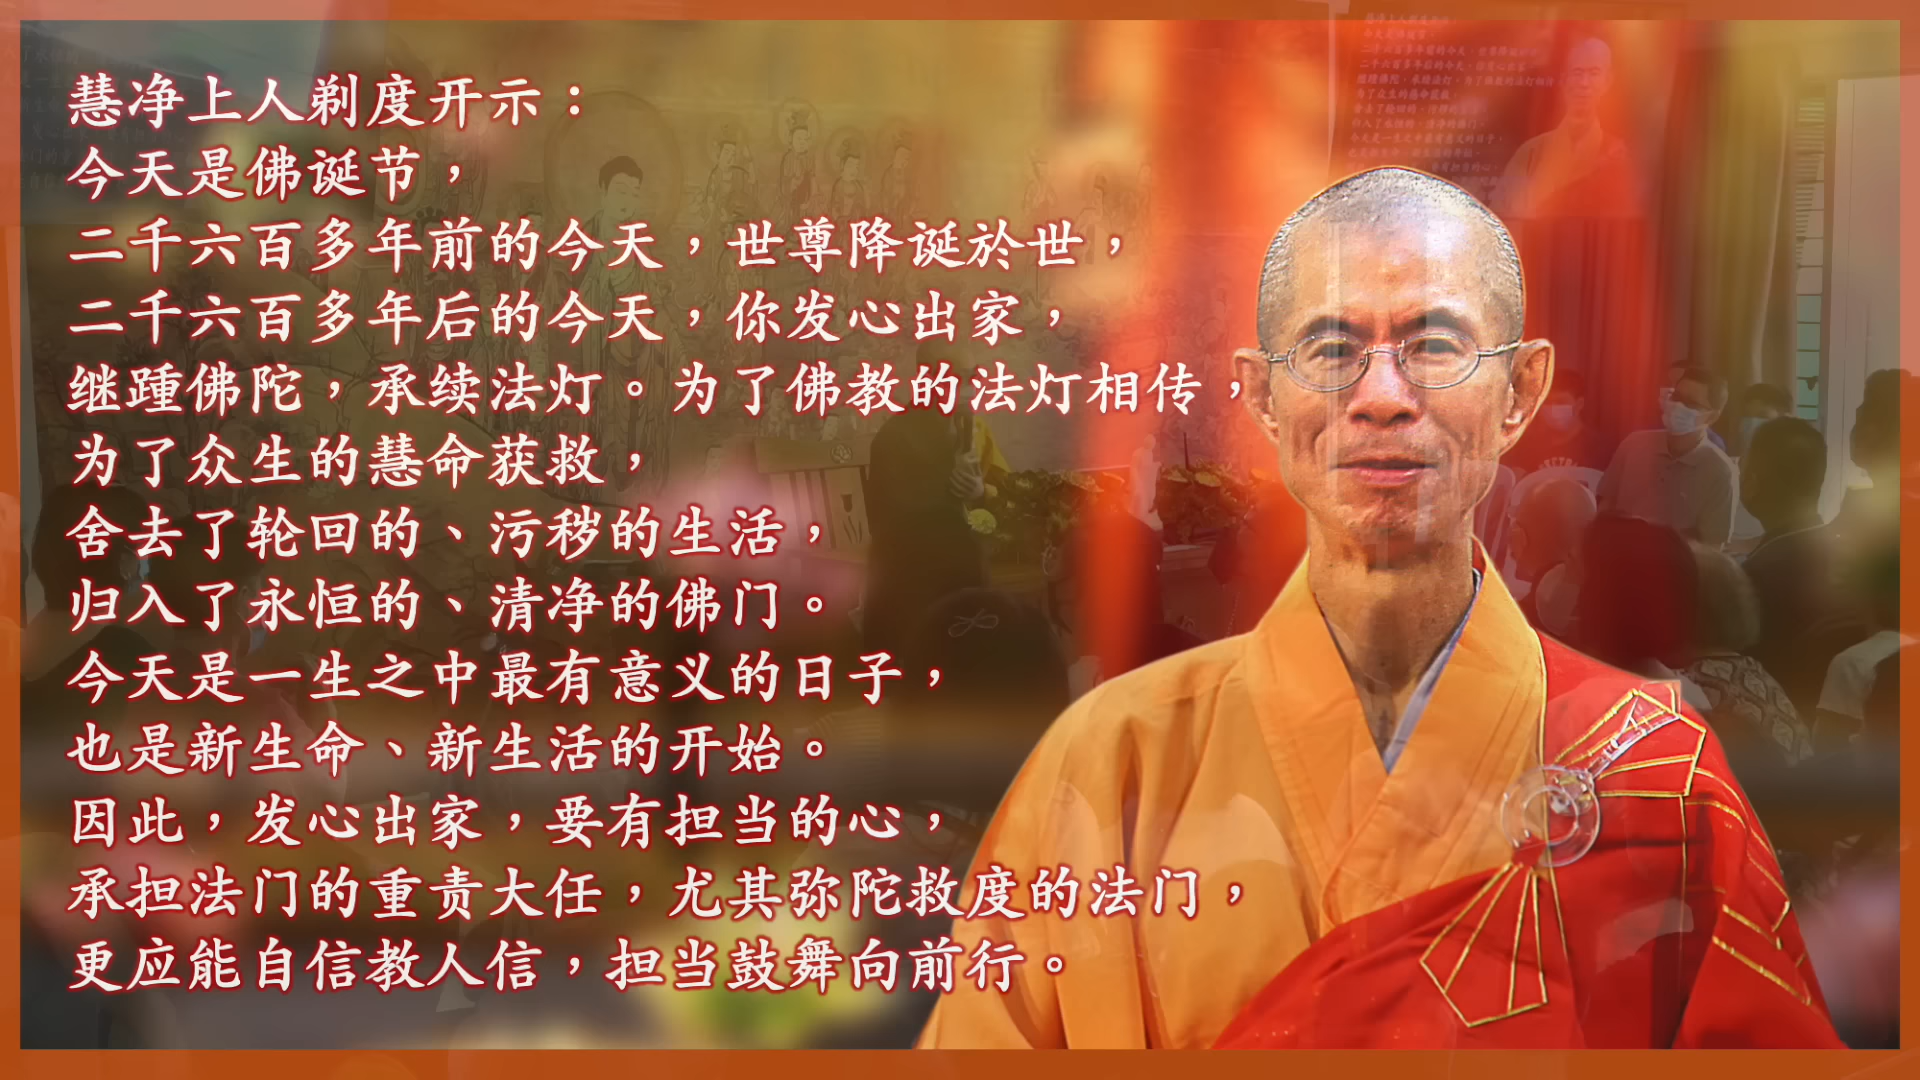 慧净上人剃度开示：
今天是佛诞节，
二千六百多年前的今天，世尊降诞於世，
二千六百多年后的今天，你发心出家，
继踵佛陀，承续法灯。为了佛教的法灯相传，
为了众生的慧命获救，
舍去了轮回的、污秽的生活，
归入了永恒的、清净的佛门。
今天是一生之中最有意义的日子，
也是新生命、新生活的开始。
因此，发心出家，要有担当的心，
承担法门的重责大任，尤其弥陀救度的法门，
更应能自信教人信，担当鼓舞向前行。